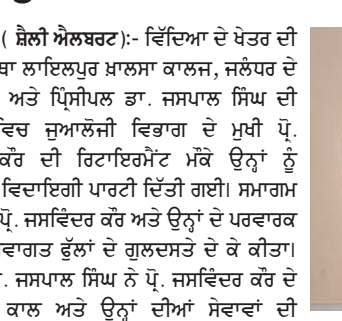 ( ਸ਼ੈਲੀ ਐਲਬਰਟ):- ਵਿੱਦਿਆ ਦੇ ਖੇਤਰ ਦੀ
ਥਾ ਲਾਇਲਪੁਰ ਖ਼ਾਲਸਾ ਕਾਲਜ, ਜਲੰਧਰ ਦੇ
ਅਤੇ ਪ੍ਰਿੰਸੀਪਲ ਡਾ. ਜਸਪਾਲ ਸਿੰਘ ਦੀ
ਵਿਚ ਜੁਆਲੋਜੀ ਵਿਭਾਗ ਦੇ ਮੁਖੀ ਪ੍ਰੋ.
ਕੌਰ ਦੀ ਰਿਟਾਇਰਮੈਂਟ ਮੌਕੇ ਉਨ੍ਹਾਂ ਨੂੰ
ਵਿਦਾਇਗੀ ਪਾਰਟੀ ਦਿੱਤੀ ਗਈ। ਸਮਾਗਮ
ਪ੍ਰੋ. ਜਸਵਿੰਦਰ ਕੌਰ ਅਤੇ ਉਨ੍ਹਾਂ ਦੇ ਪਰਵਾਰਕ
ਵਾਗਤ ਫੁੱਲਾਂ ਦੇ ਗੁਲਦਸਤੇ ਦੇ ਕੇ ਕੀਤਾ।
. ਜਸਪਾਲ ਸਿੰਘ ਨੇ ਪ੍ਰੋ. ਜਸਵਿੰਦਰ ਕੌਰ ਦੇ
ਕਾਲ ਅਤੇ ਉਨ੍ਹਾਂ ਦੀਆਂ ਸੇਵਾਵਾਂ ਦੀ